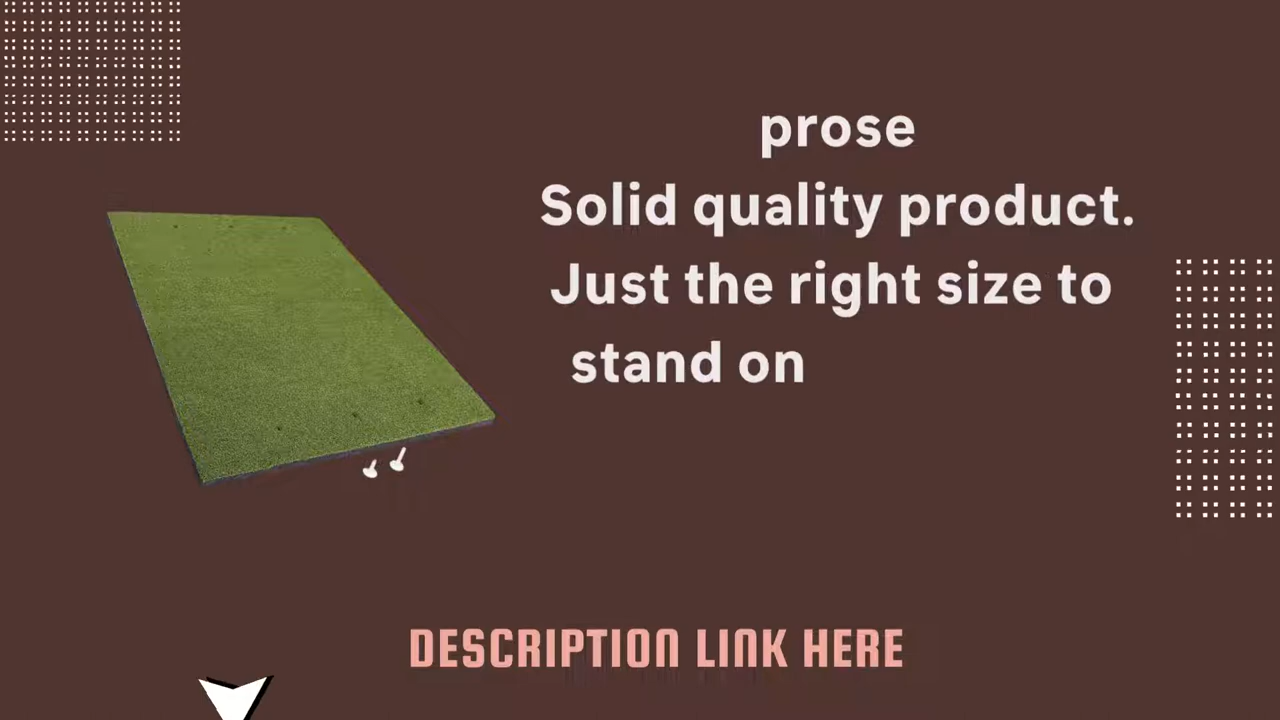 prose
Solid quality product.
Just the right size to
stand on
DESCRIPTION LINK HERE